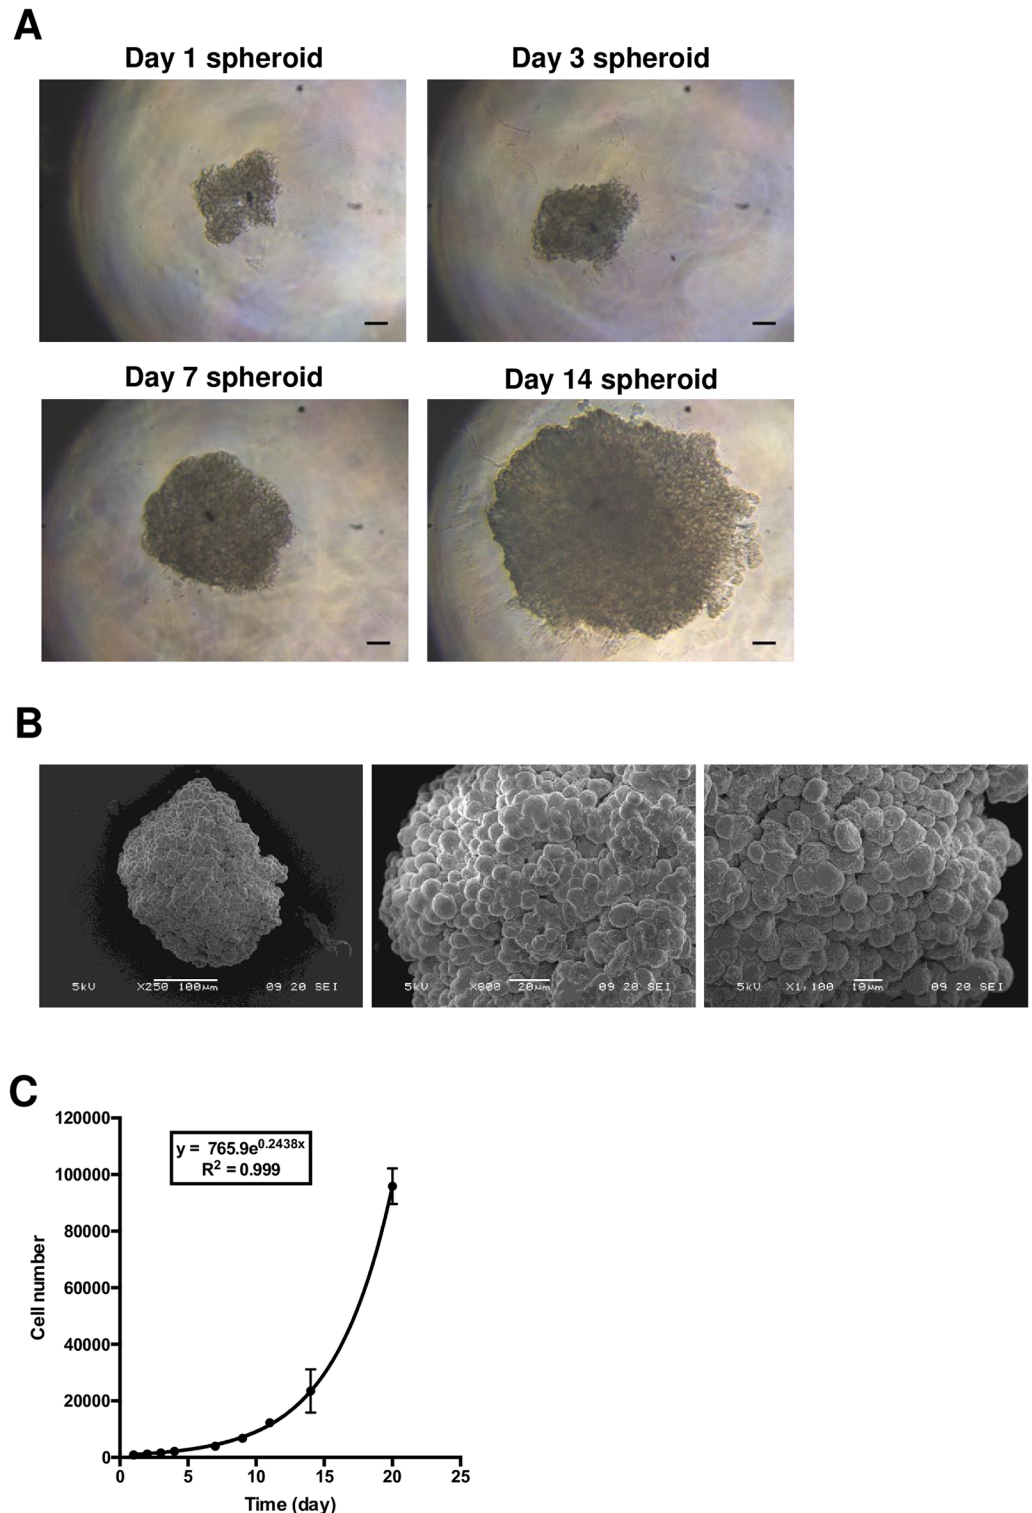 A
Day 1 spheroid
Day 3 spheroid
Day 7 spheroid
Day 14 spheroid
B
5kV X250 100µm 09 20 SEI
5kV X800 20µm 09 20 SEI
5kV X1,100 10µm 09 20 SEI
C
y = 765.9e^0.2438x
R² = 0.999
120000
100000
80000
60000
40000
20000
0
Cell number
0 5 10 15 20 25
Time (day)